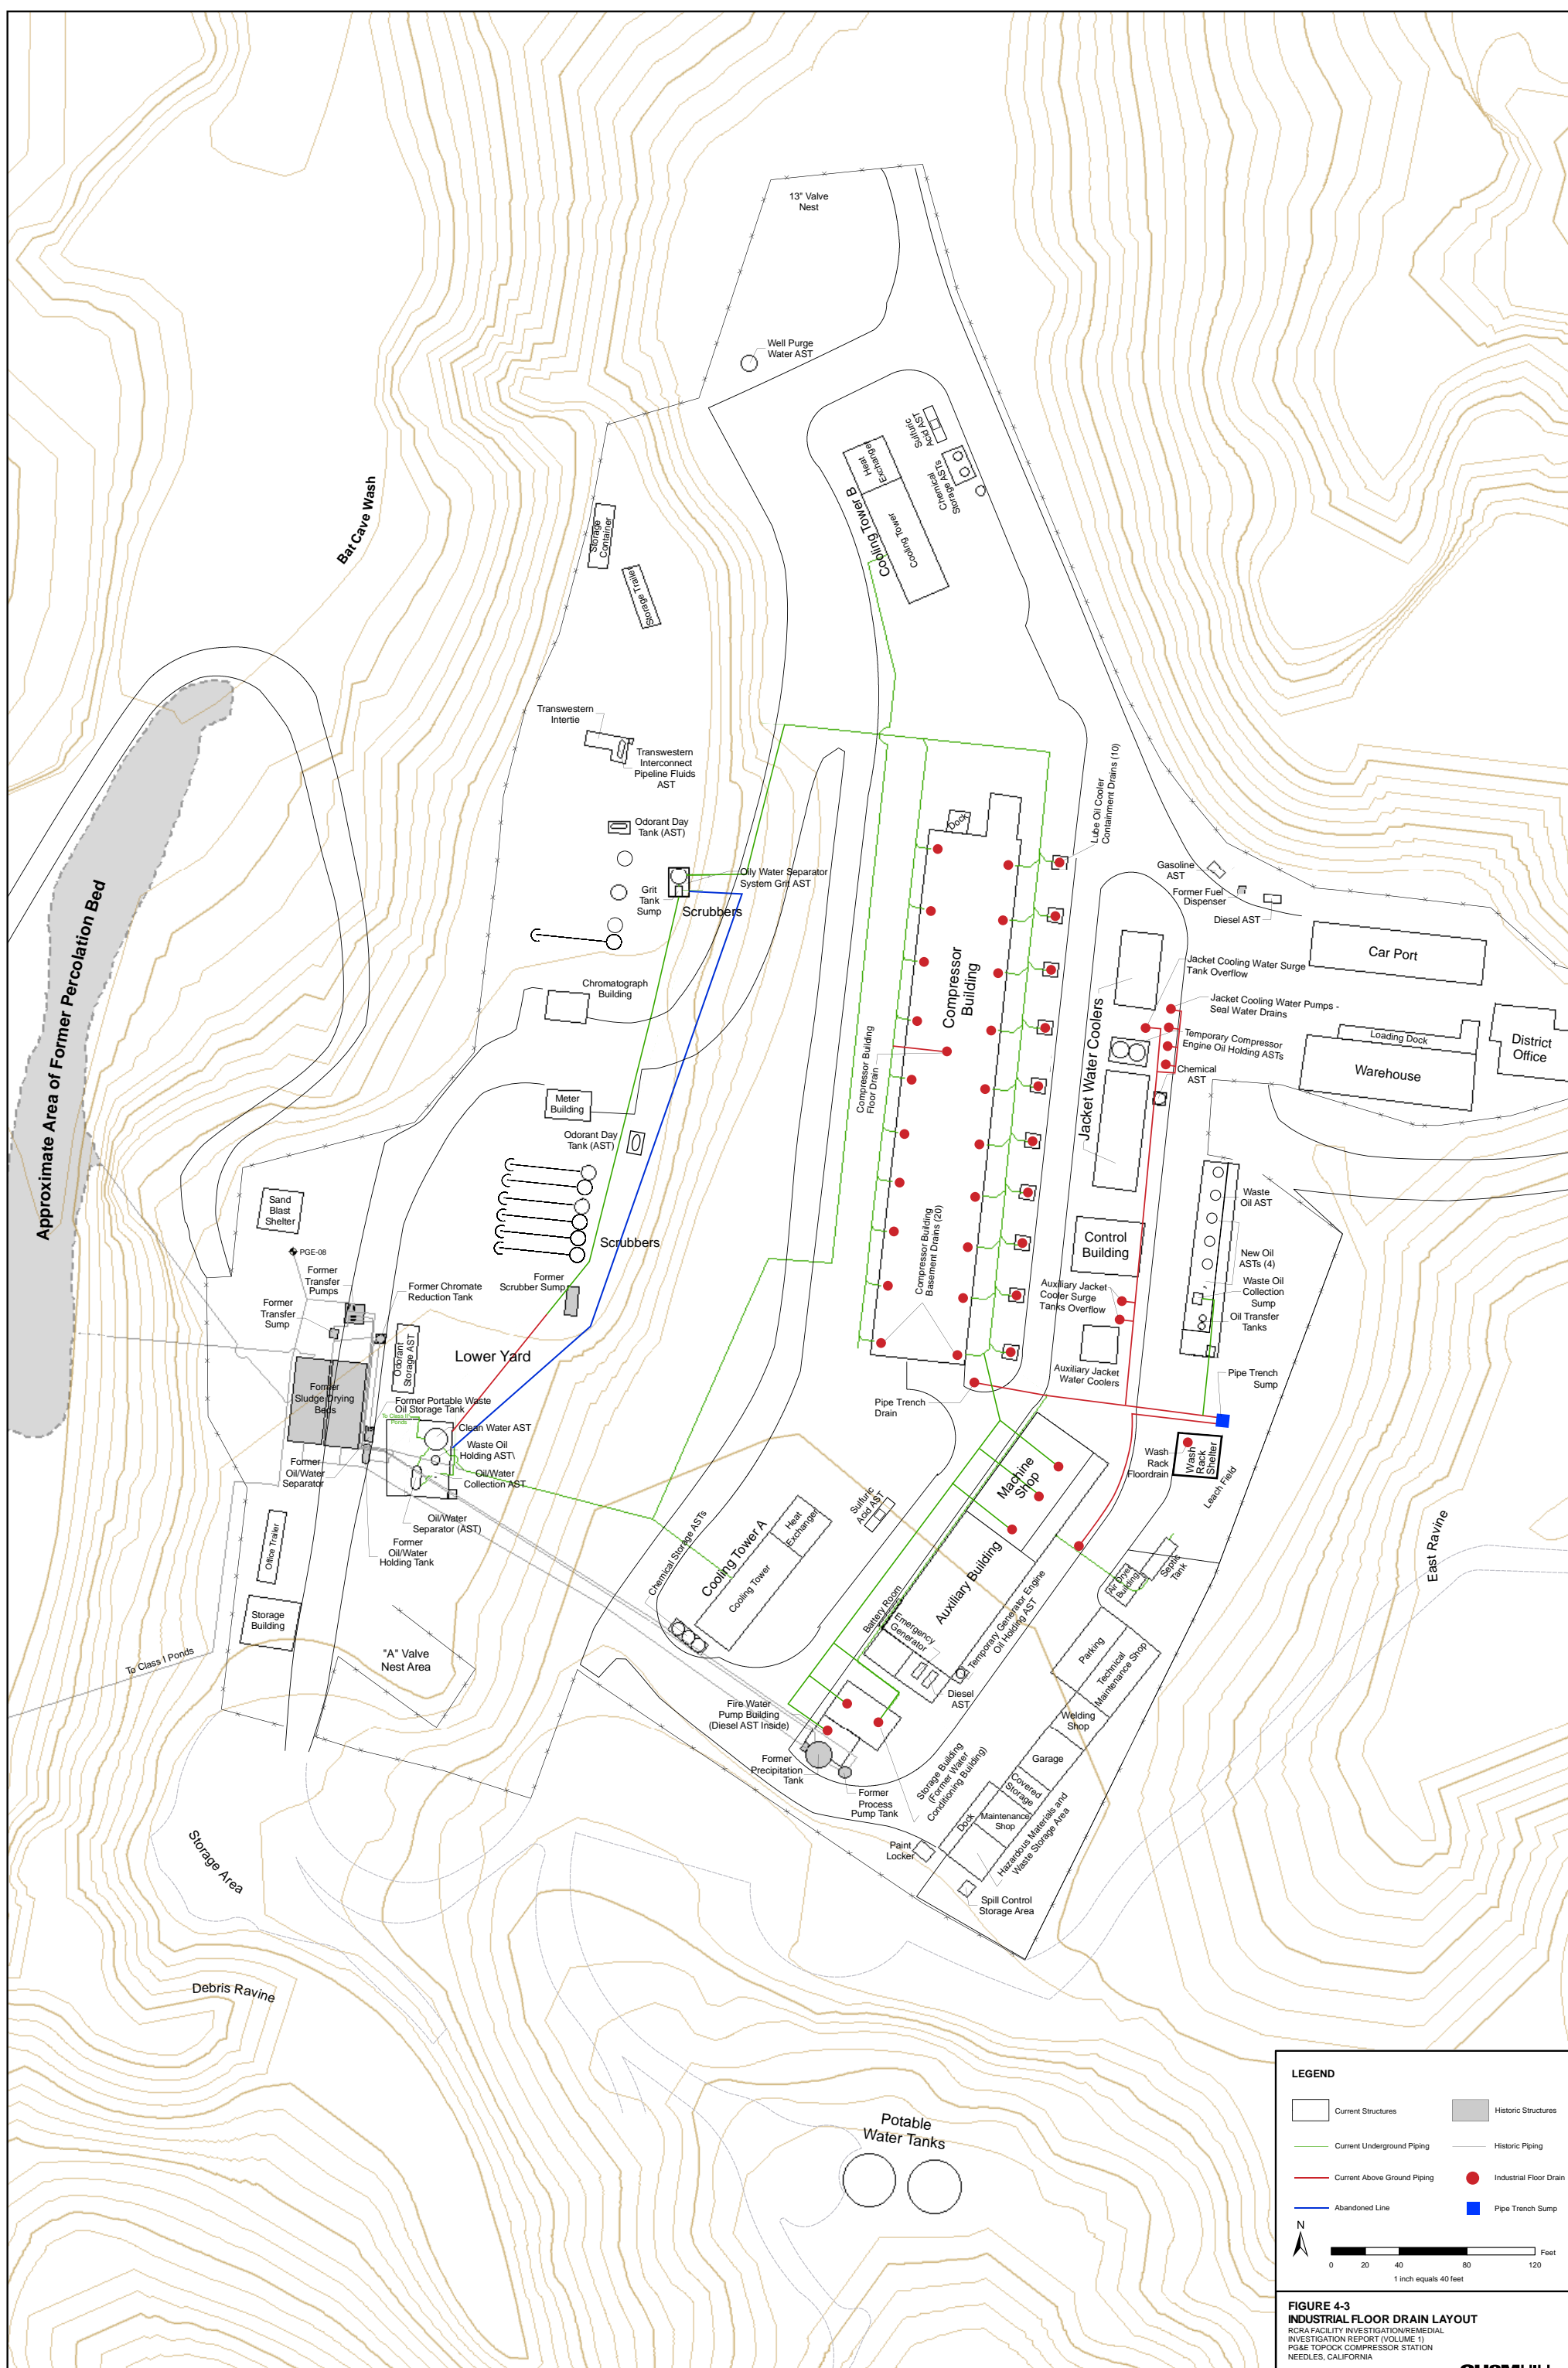 13" Valve
Nest
Well Purge
Water AST
Sulfuric
Acid AST
Heat
Exchanger
Chemical
Storage ASTs
Cooling Tower B
Cooling Tower
Bat Cave Wash
Storage
Container
Storage Trailer
Approximate Area of Former Percolation Bed
Transwestern
Intertie
Transwestern
Interconnect
Pipeline Fluids
AST
Odorant Day
Tank (AST)
Grit
Tank
Sump
Oily Water Separator
System Grit AST
Scrubbers
Dock
Lube Oil Cooler
Containment Drains (10)
Gasoline
AST
Former Fuel
Dispenser
Diesel AST
Car Port
Compressor
Building
Chromatograph
Building
Jacket Cooling Water Surge
Tank Overflow
Jacket Cooling Water Pumps -
Seal Water Drains
Temporary Compressor
Engine Oil Holding ASTs
Chemical
AST
Loading Dock
Warehouse
District
Office
Jacket Water Coolers
Compressor Building
Floor Drain
Meter
Building
Odorant Day
Tank (AST)
Sand
Blast
Shelter
Scrubbers
PGE-08
Compressor Building
Basement Drains (20)
Control
Building
Waste
Oil AST
New Oil
ASTs (4)
Waste Oil
Collection
Sump
Oil Transfer
Tanks
Former
Transfer
Pumps
Former
Transfer
Sump
Former Chromate
Reduction Tank
Former
Scrubber Sump
Auxiliary Jacket
Cooler Surge
Tanks Overflow
Odorant
Storage AST
Lower Yard
Auxiliary Jacket
Water Coolers
Pipe Trench
Sump
Former
Sludge Drying
Beds
Former Portable Waste
Oil Storage Tank
To Class II
Ponds
Clean Water AST
Waste Oil
Holding AST\
Pipe Trench
Drain
Former
Oil/Water
Separator
Oil/Water
Collection AST
Wash
Rack
Floordrain
Wash
Rack
Shelter
Leach Field
Machine
Shop
Oil/Water
Separator (AST)
Former
Oil/Water
Holding Tank
Office Trailer
Sulfuric
Acid AST
Heat
Exchanger
Chemical Storage ASTs
Cooling Tower A
Cooling Tower
East Ravine
Auxiliary Building
Air Dryer
Building
Septic
Tank
Storage
Building
Battery Room
Emergency
Generator
Temporary Generator Engine
Oil Holding AST
Diesel
AST
Parking
Technical
Maintenance Shop
To Class I Ponds
"A" Valve
Nest Area
Fire Water
Pump Building
(Diesel AST Inside)
Welding
Shop
Former
Precipitation
Tank
Garage
Former
Process
Pump Tank
Storage Building
(Former Water
Conditioning Building)
Covered
Storage
Dock
Maintenance
Shop
Hazardous Materials and
Waste Storage Area
Paint
Locker
Spill Control
Storage Area
Storage Area
Debris Ravine
Potable
Water Tanks
LEGEND
Current Structures
Historic Structures
Current Underground Piping
Historic Piping
Current Above Ground Piping
Industrial Floor Drain
Abandoned Line
Pipe Trench Sump
N
Feet
0 20 40 80 120
1 inch equals 40 feet
FIGURE 4-3
INDUSTRIAL FLOOR DRAIN LAYOUT
RCRA FACILITY INVESTIGATION/REMEDIAL
INVESTIGATION REPORT (VOLUME 1)
PG&E TOPOCK COMPRESSOR STATION
NEEDLES, CALIFORNIA